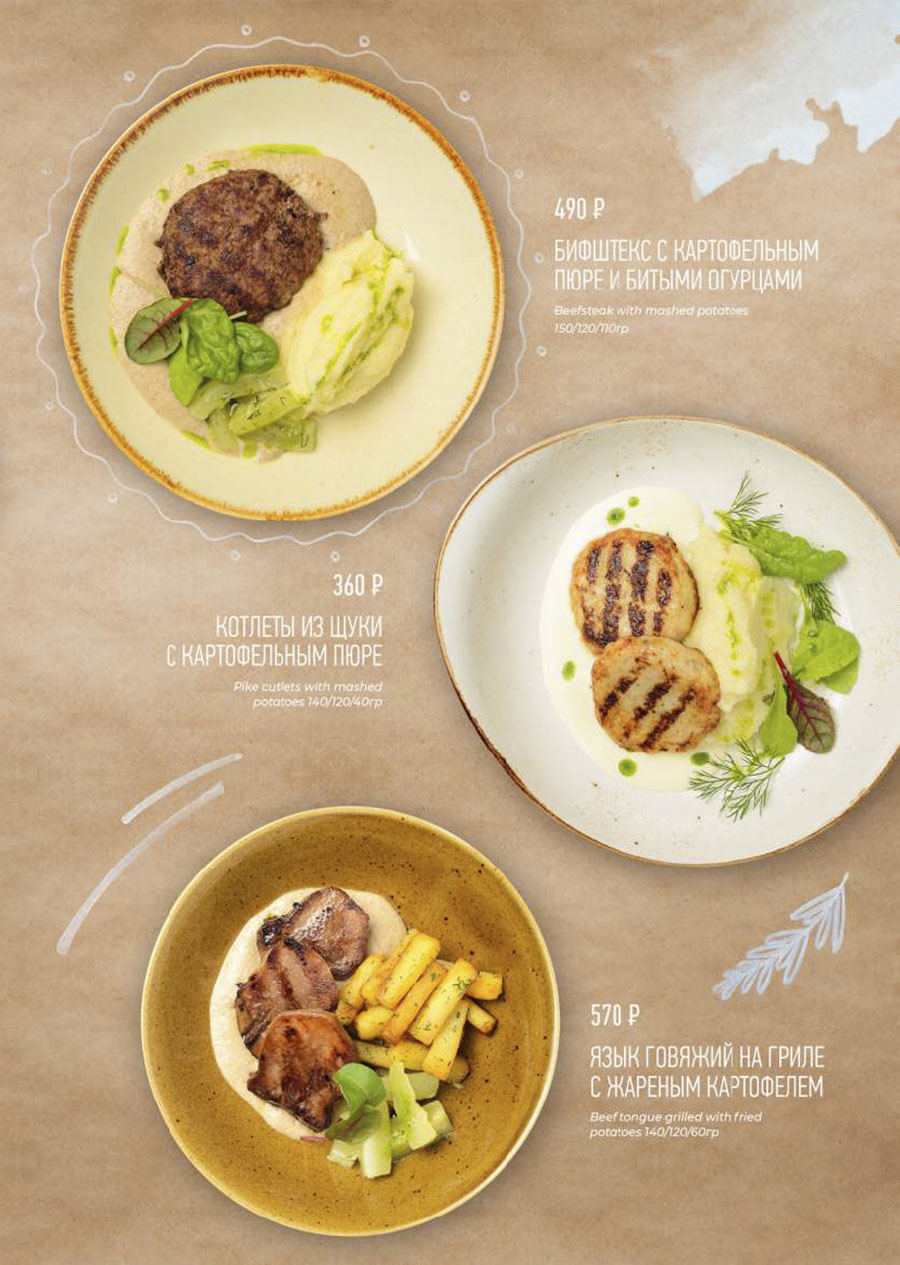 490 ₽
БИФШТЕКС С КАРТОФЕЛЬНЫМ
ПЮРЕ И БИТЫМИ ОГУРЦАМИ
Beefsteak with mashed potatoes
150/120/110гр
360 ₽
КОТЛЕТЫ ИЗ ЩУКИ
С КАРТОФЕЛЬНЫМ ПЮРЕ
Pike cutlets with mashed
potatoes 140/120/40гр
570 ₽
ЯЗЫК ГОВЯЖИЙ НА ГРИЛЕ
С ЖАРЕНЫМ КАРТОФЕЛЕМ
Beef tongue grilled with fried
potatoes 140/120/60гр